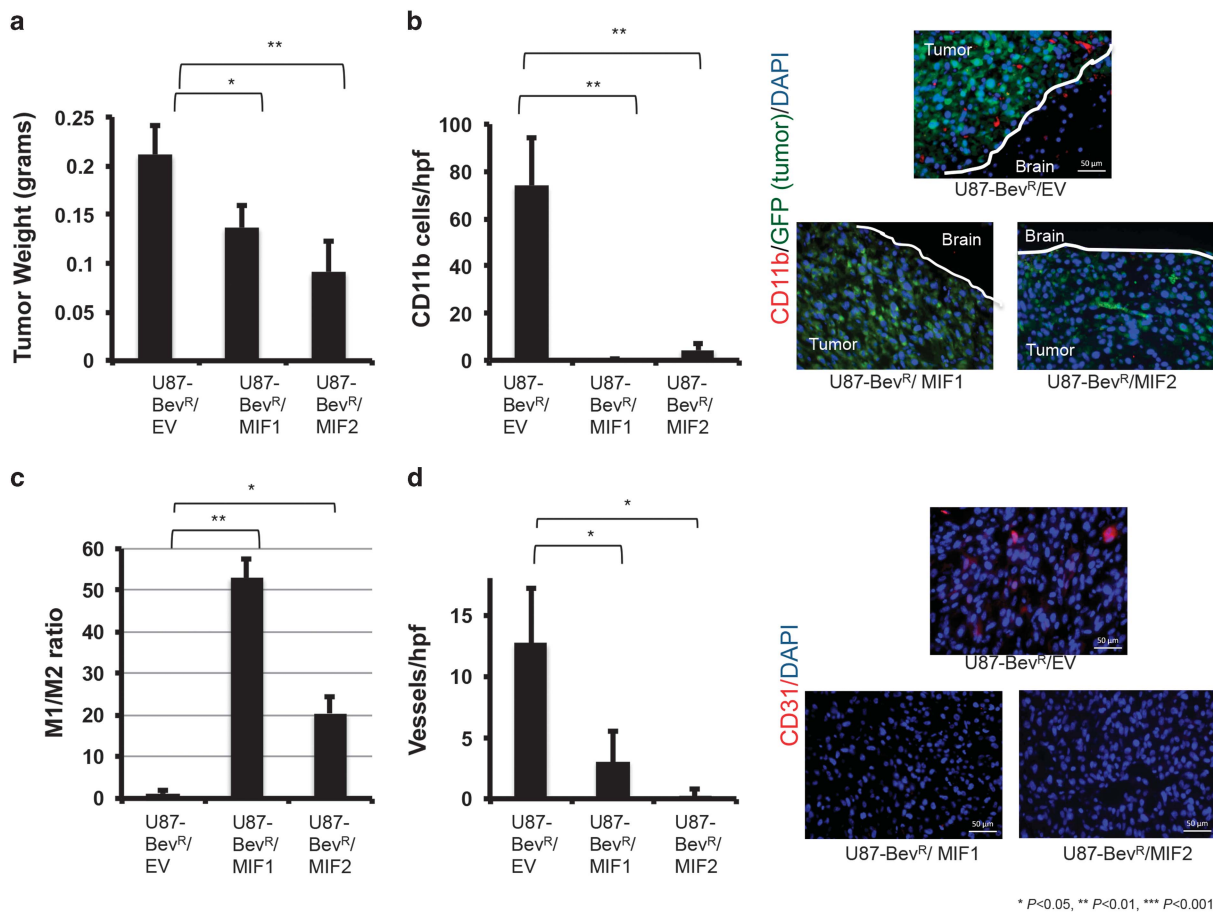 a
**
*
Tumor Weight (grams)
0.25
0.2
0.15
0.1
0.05
0
U87-
Bevᴿ/
EV
U87-
Bevᴿ/
MIF1
U87-
Bevᴿ/
MIF2
b
**
**
CD11b cells/hpf
100
80
60
40
20
0
U87-
Bevᴿ/
EV
U87-
Bevᴿ/
MIF1
U87-
Bevᴿ/
MIF2
CD11b/GFP (tumor)/DAPI
Tumor
Brain
50 µm
U87-Bevᴿ/EV
Brain
Tumor
U87-Bevᴿ/ MIF1
Brain
Tumor
U87-Bevᴿ/MIF2
c
*
**
M1/M2 ratio
60
50
40
30
20
10
0
U87-
Bevᴿ/
EV
U87-
Bevᴿ/
MIF1
U87-
Bevᴿ/
MIF2
d
*
*
Vessels/hpf
15
10
5
0
U87-
Bevᴿ/
EV
U87-
Bevᴿ/
MIF1
U87-
Bevᴿ/
MIF2
CD31/DAPI
50 µm
U87-Bevᴿ/EV
50 µm
U87-Bevᴿ/ MIF1
50 µm
U87-Bevᴿ/MIF2
* P<0.05, ** P<0.01, *** P<0.001